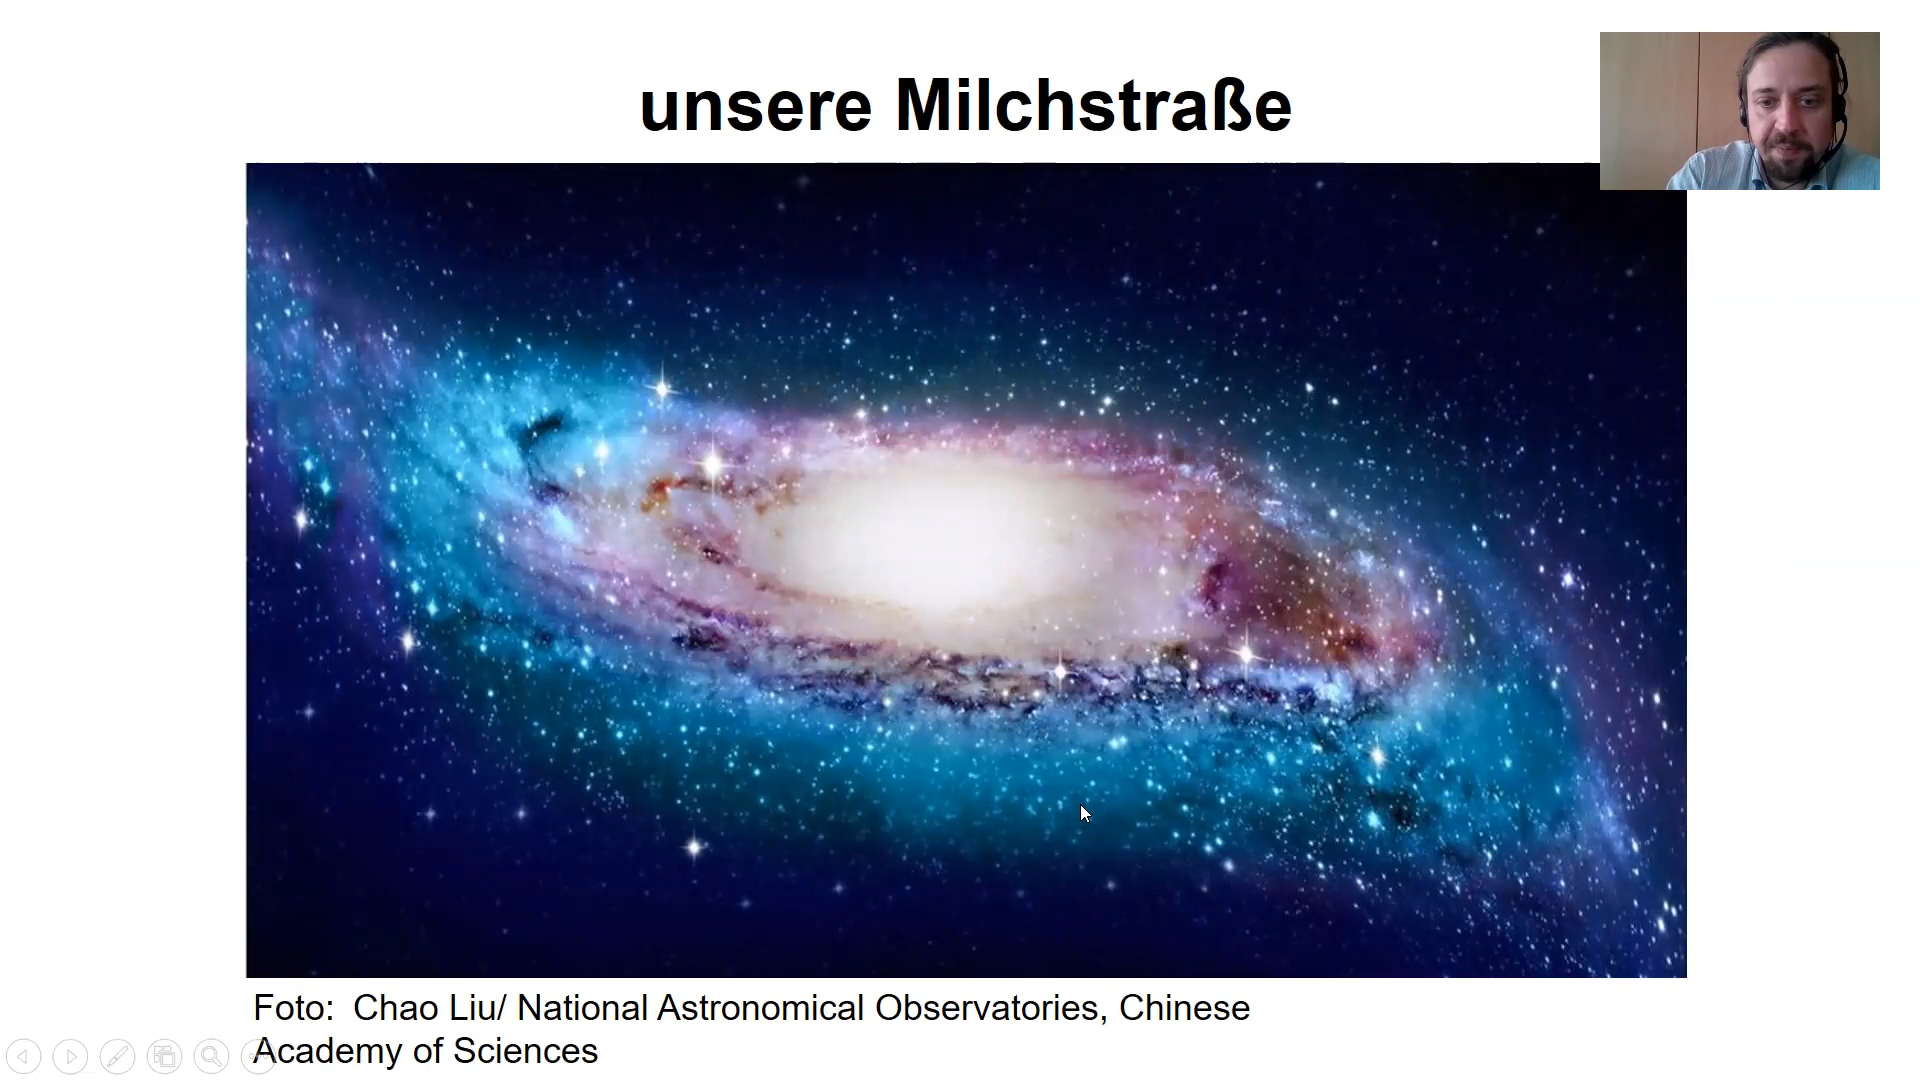 unsere Milchstraße
Foto:  Chao Liu/ National Astronomical Observatories, Chinese
Academy of Sciences